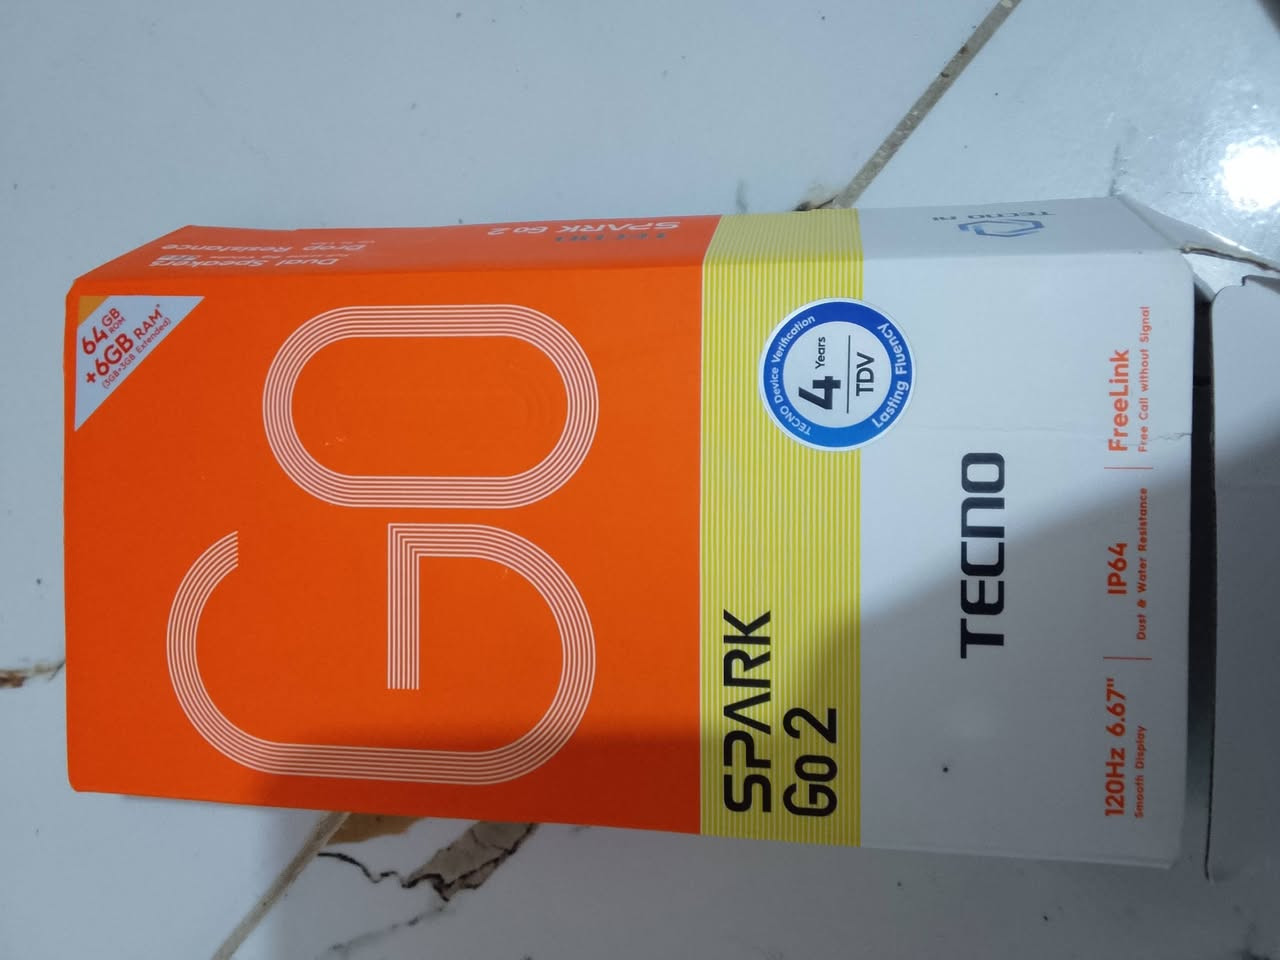 64GB
ROM
+6GB RAM*
(3GB+3GB Extended)
GO
TECNO Device Verification
4 Years
TDV
Lasting Fluency
SPARK
Go 2
TECNO
120Hz 6.67"
Smooth Display
IP64
Dust & Water Resistance
FreeLink
Free Call without Signal
Dual Speakers
Drop Resistance
TECNO
SPARK Go 2
TECNO AI